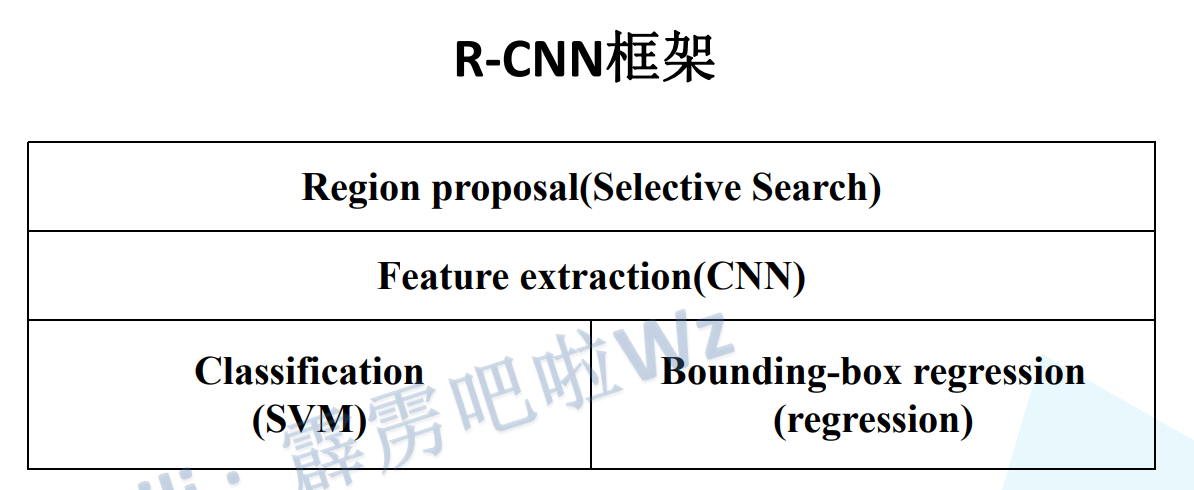 R-CNN框架
Region proposal(Selective Search)
Feature extraction(CNN)
Classification
(SVM)
Bounding-box regression
(regression)
霹雳吧啦Wz